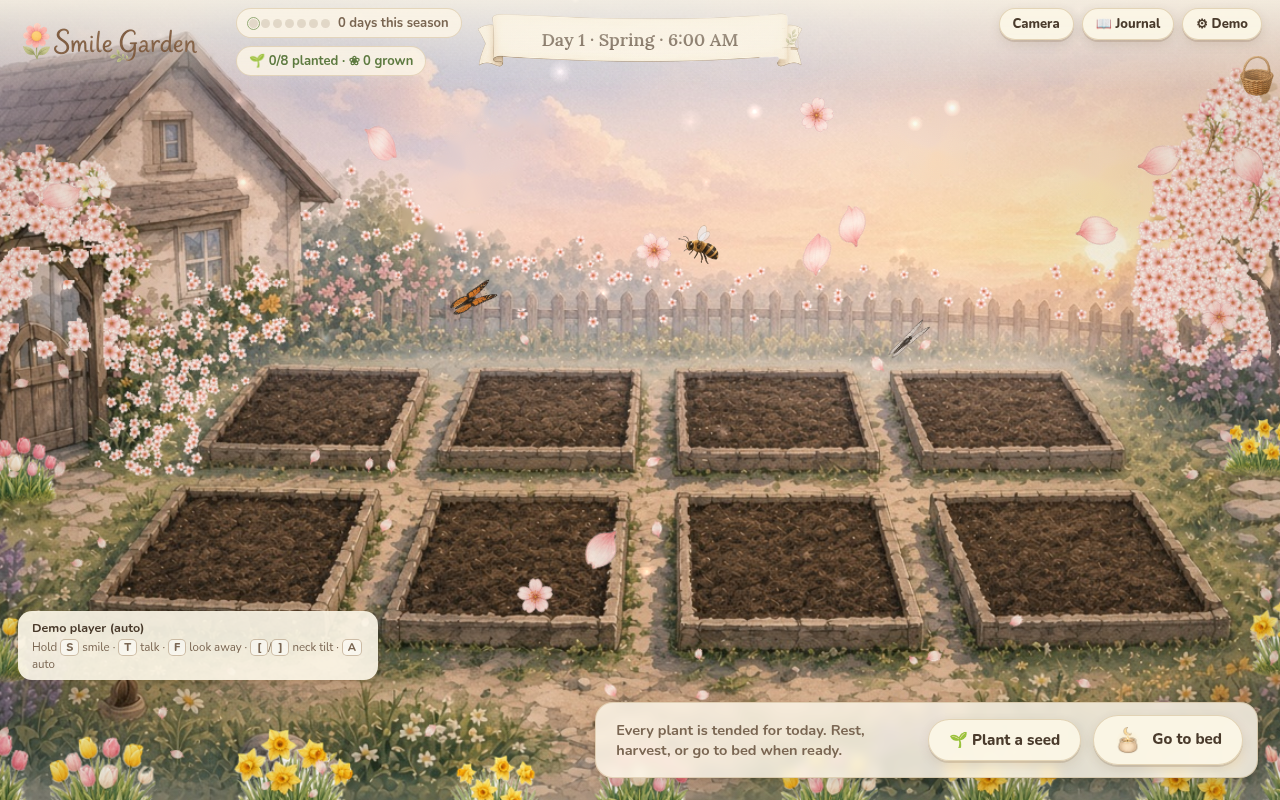 Smile Garden
0 days this season
🌱 0/8 planted · ❀ 0 grown
Day 1 · Spring · 6:00 AM
Camera
📖 Journal
⚙ Demo
Demo player (auto)
Hold S smile · T talk · F look away · [ / ] neck tilt · A
auto
Every plant is tended for today. Rest,
harvest, or go to bed when ready.
🌱 Plant a seed
Go to bed